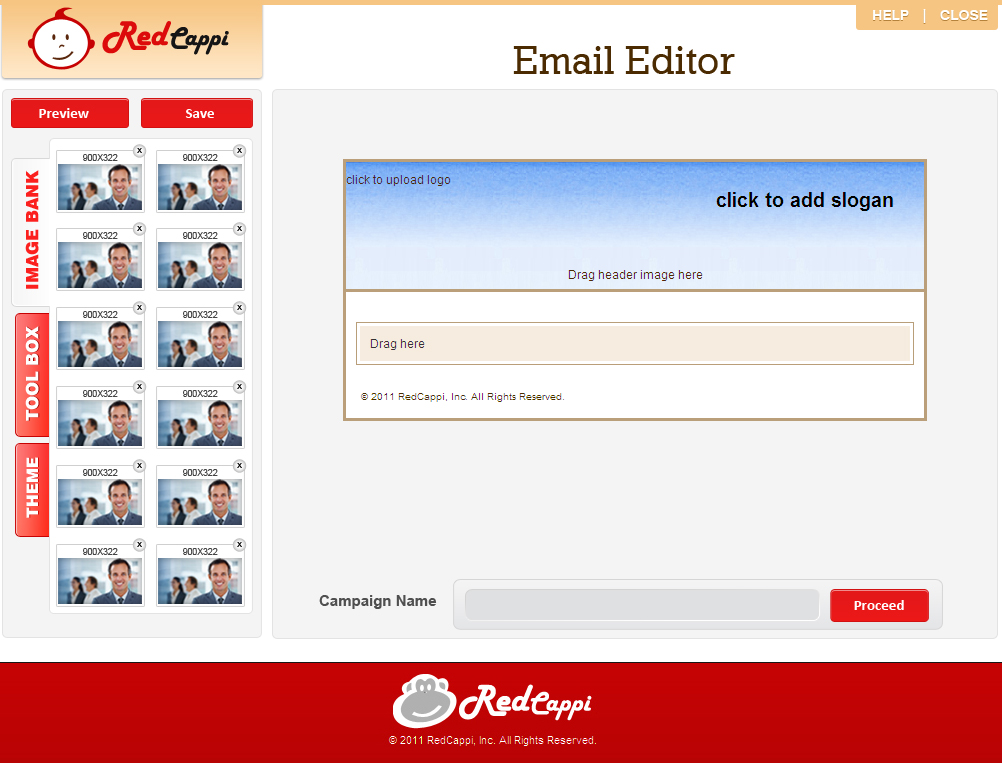 RedCappi
HELP | CLOSE
Email Editor
Preview
Save
IMAGE BANK
TOOL BOX
THEME
900X322 x
900X322 x
900X322 x
900X322 x
900X322 x
900X322 x
900X322 x
900X322 x
900X322 x
900X322 x
900X322 x
900X322 x
click to upload logo
click to add slogan
Drag header image here
Drag here
© 2011 RedCappi, Inc. All Rights Reserved.
Campaign Name
Proceed
RedCappi
© 2011 RedCappi, Inc. All Rights Reserved.